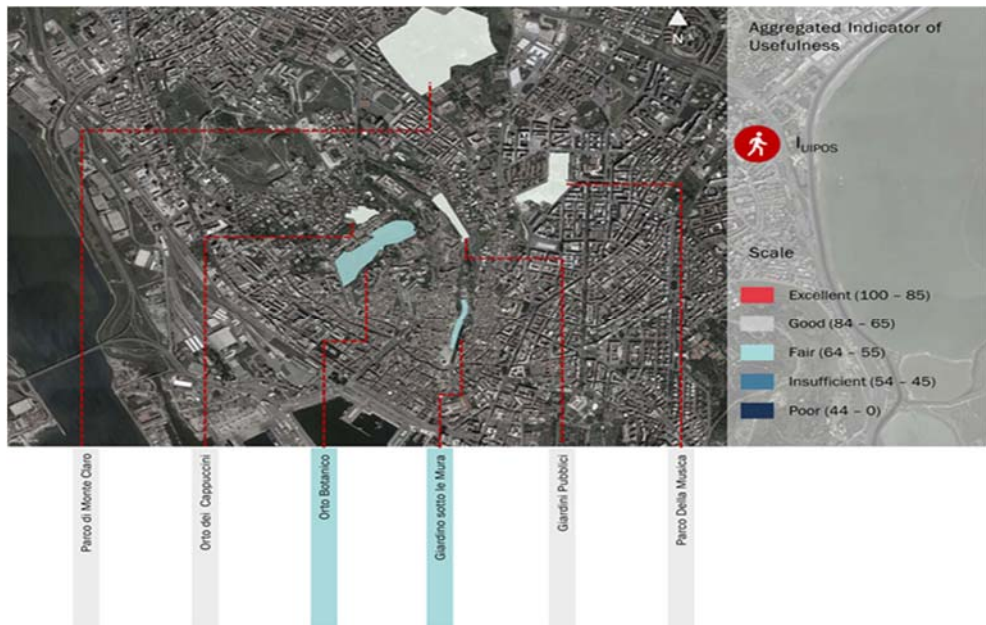 N
Aggregated Indicator of
Usefulness
IUIPOS
Scale
Excellent (100 – 85)
Good (84 – 65)
Fair (64 – 55)
Insufficient (54 – 45)
Poor (44 – 0)
Parco di Monte Claro
Orto dei Cappuccini
Orto Botanico
Giardino sotto le Mura
Giardini Pubblici
Parco Della Musica